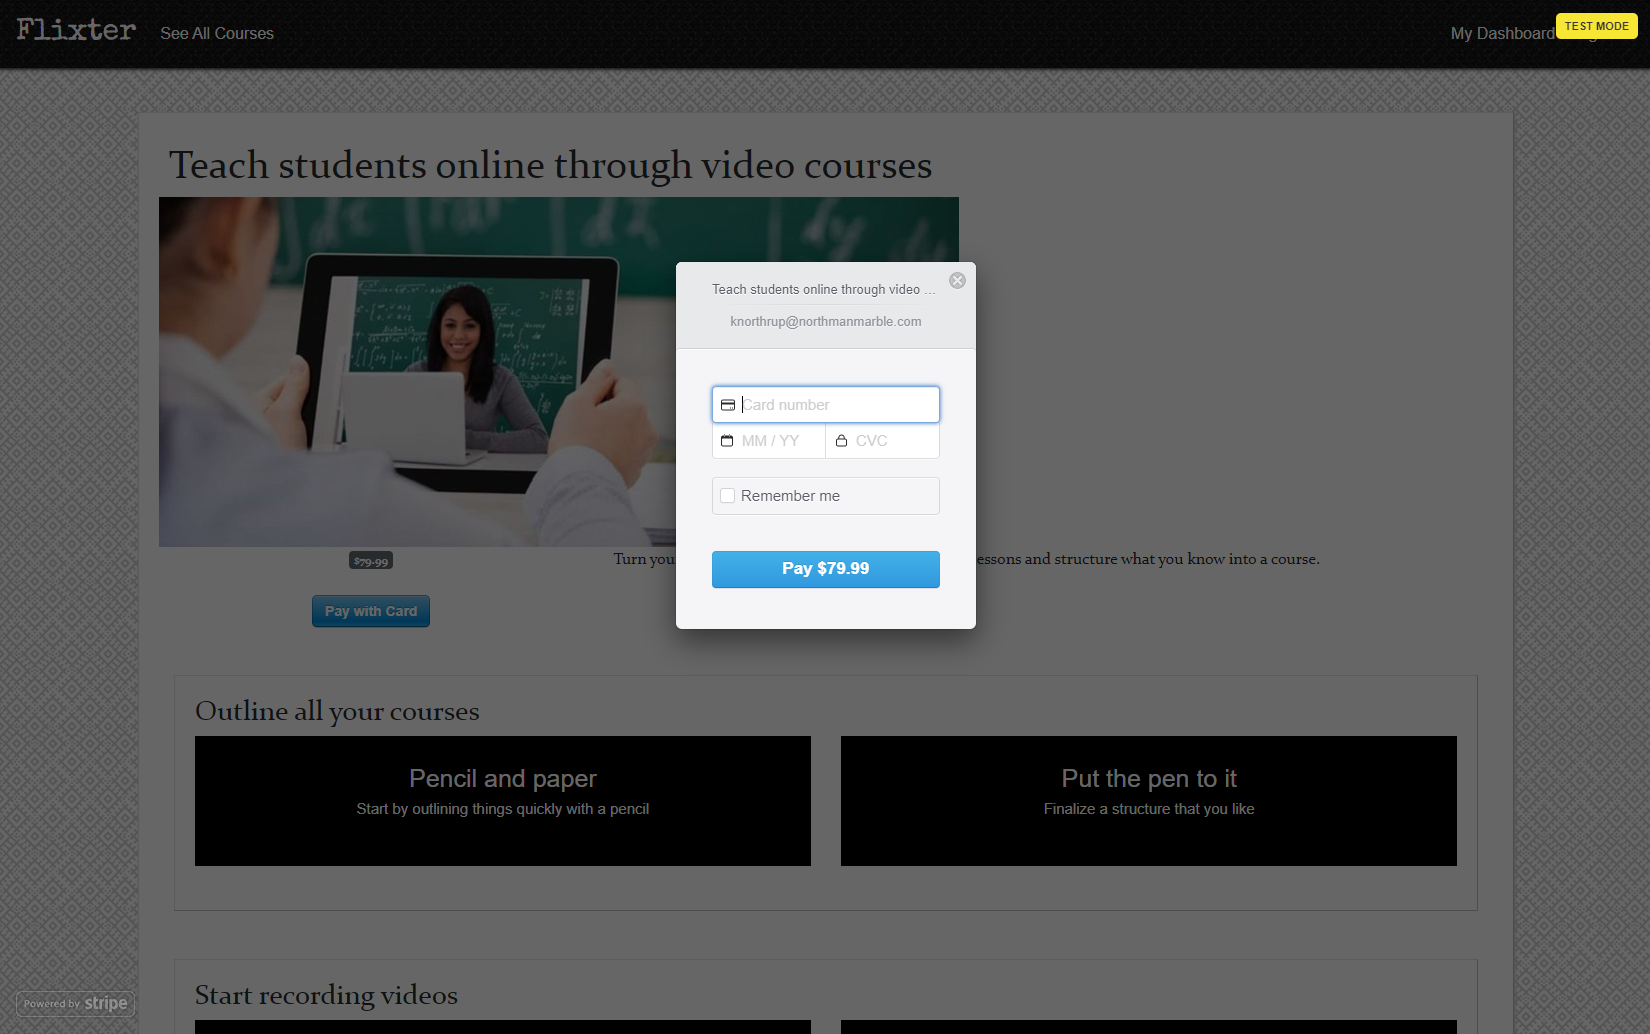 Flixter
See All Courses
My Dashboard
TEST MODE
Teach students online through video courses
Teach students online through video ...
knorthrup@northmanmarble.com
Card number
MM / YY
CVC
Remember me
Pay $79.99
$79.99
Turn you
essons and structure what you know into a course.
Pay with Card
Outline all your courses
Pencil and paper
Start by outlining things quickly with a pencil
Put the pen to it
Finalize a structure that you like
Start recording videos
Powered by stripe